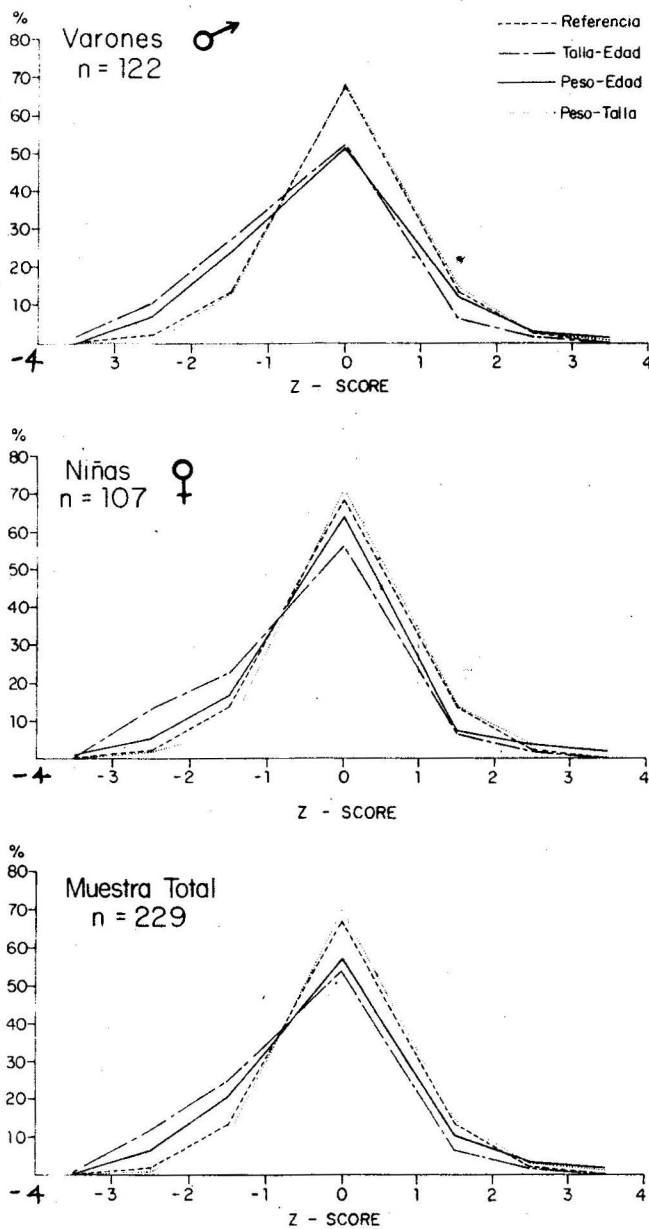 %
80
70
60
50
40
30
20
10
Varones
n = 122
Referencia
Talla-Edad
Peso-Edad
Peso-Talla
-4 3 -2 -1 0 1 2 3 4
Z - SCORE
%
80
70
60
50
40
30
20
10
Niñas
n = 107
-4 -3 -2 -1 0 1 2 3 4
Z - SCORE
%
80
70
60
50
40
30
20
10
Muestra Total
n = 229
-4 -3 -2 -1 0 1 2 3 4
Z - SCORE